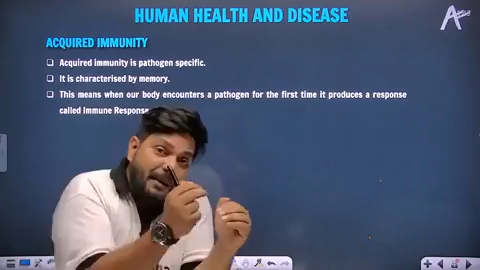 HUMAN HEALTH AND DISEASE
ACQUIRED IMMUNITY
❑ Acquired immunity is pathogen specific.
❑ It is characterised by memory.
❑ This means when our body encounters a pathogen for the first time it produces a response
called Immune Response